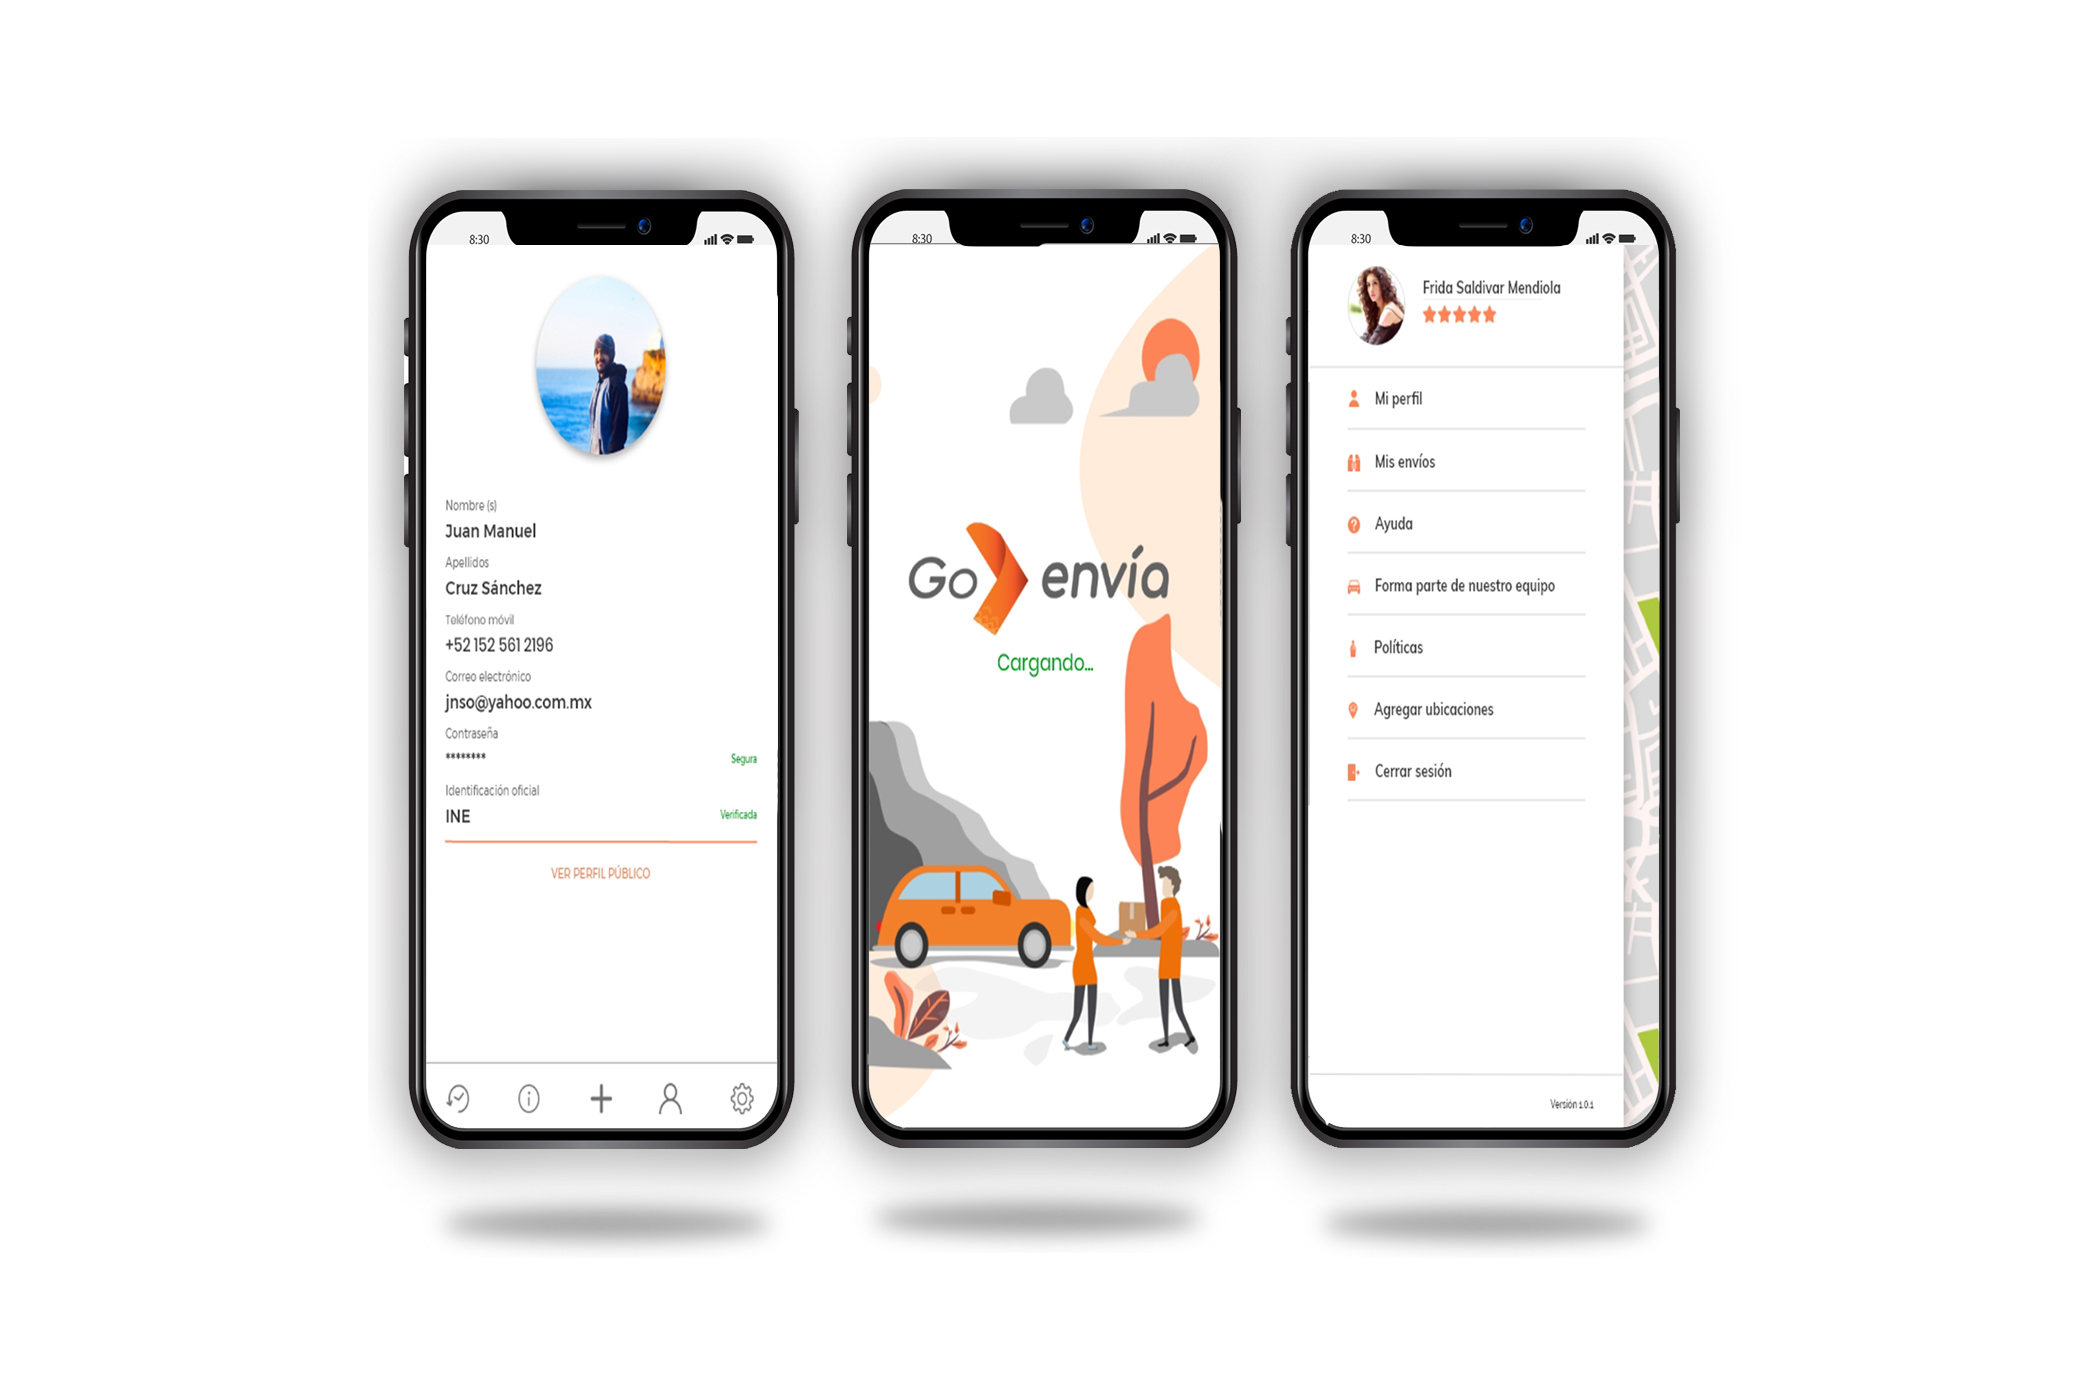 8:30
Nombre (s)
Juan Manuel
Apellidos
Cruz Sánchez
Teléfono móvil
+52 152 561 2196
Correo electrónico
jnso@yahoo.com.mx
Contraseña
********
Segura
Identificación oficial
INE
Verificada
VER PERFIL PÚBLICO
8:30
Go envía
Cargando...
8:30
Frida Saldivar Mendiola
Mi perfil
Mis envíos
Ayuda
Forma parte de nuestro equipo
Políticas
Agregar ubicaciones
Cerrar sesión
Versión 1.0.1